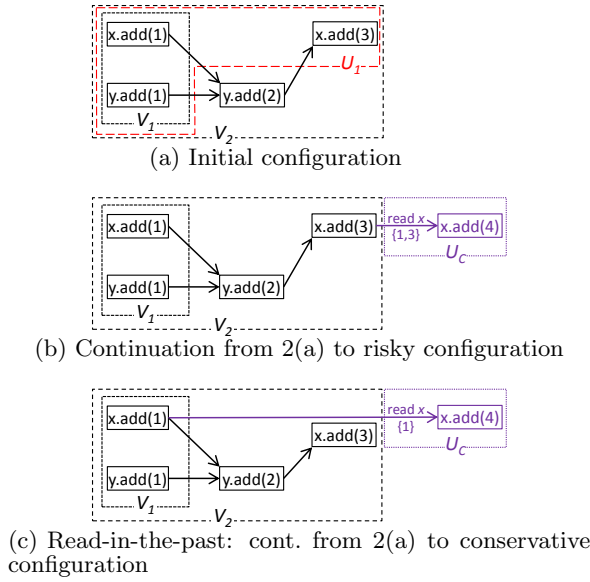 x.add(1)
x.add(3)
U1
y.add(1)
y.add(2)
V1
V2
(a) Initial configuration
x.add(1)
x.add(3)
read x
{1,3}
x.add(4)
UC
y.add(1)
y.add(2)
V1
V2
(b) Continuation from 2(a) to risky configuration
x.add(1)
read x
{1}
x.add(4)
x.add(3)
UC
y.add(1)
y.add(2)
V1
V2
(c) Read-in-the-past: cont. from 2(a) to conservative
configuration